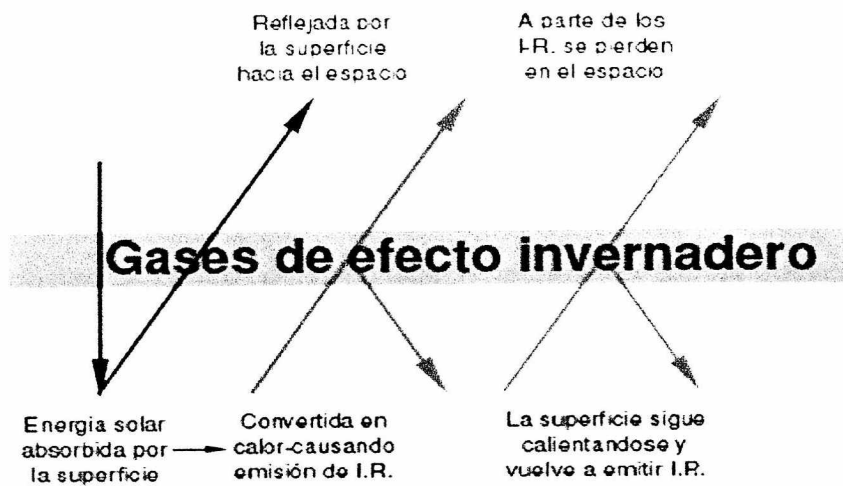 Reflejada por
la superficie
hacia el espacio
A parte de los
I-R. se pierden
en el espacio
Gases de efecto invernadero
Energia solar
absorbida por
la superficie
Convertida en
calor-causando
emisión de I.R.
La superficie sigue
calientandose y
vuelve a emitir I.R.